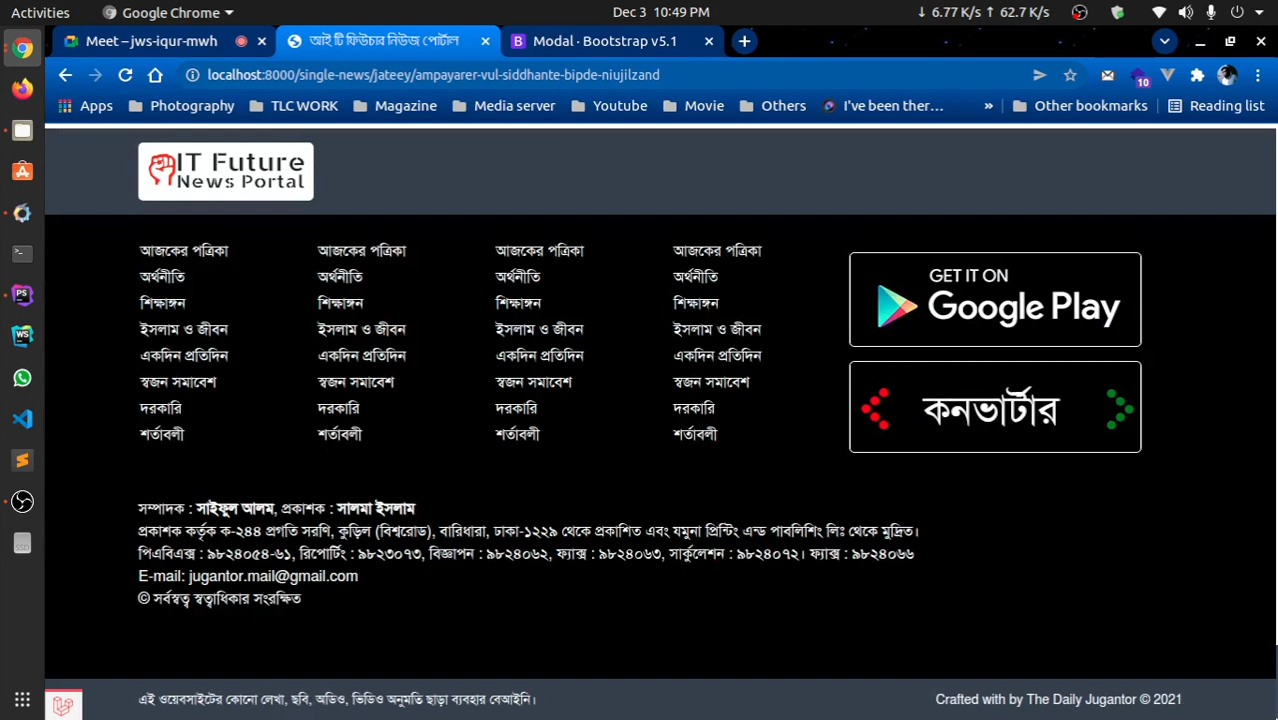 Activities
Google Chrome
Dec 3 10:49 PM
↓ 6.77 K/s ↑ 62.7 K/s
Meet – jws-iqur-mwh
আই টি ফিউচার নিউজ পোর্টাল
Modal · Bootstrap v5.1
localhost:8000/single-news/jateey/ampayarer-vul-siddhante-bipde-niujilzand
10
Apps
Photography
TLC WORK
Magazine
Media server
Youtube
Movie
Others
I've been ther...
»
Other bookmarks
Reading list
IT Future
News Portal
আজকের পত্রিকা আজকের পত্রিকা আজকের পত্রিকা আজকের পত্রিকা
অর্থনীতি অর্থনীতি অর্থনীতি অর্থনীতি
শিক্ষাঙ্গন শিক্ষাঙ্গন শিক্ষাঙ্গন শিক্ষাঙ্গন
ইসলাম ও জীবন ইসলাম ও জীবন ইসলাম ও জীবন ইসলাম ও জীবন
একদিন প্রতিদিন একদিন প্রতিদিন একদিন প্রতিদিন একদিন প্রতিদিন
স্বজন সমাবেশ স্বজন সমাবেশ স্বজন সমাবেশ স্বজন সমাবেশ
দরকারি দরকারি দরকারি দরকারি
শর্তাবলী শর্তাবলী শর্তাবলী শর্তাবলী
GET IT ON
Google Play
কনভার্টার
সম্পাদক : সাইফুল আলম, প্রকাশক : সালমা ইসলাম
প্রকাশক কর্তৃক ক-২৪৪ প্রগতি সরণি, কুড়িল (বিশ্বরোড), বারিধারা, ঢাকা-১২২৯ থেকে প্রকাশিত এবং যমুনা প্রিন্টিং এন্ড পাবলিশিং লিঃ থেকে মুদ্রিত।
পিএবিএক্স : ৯৮২৪০৫৪-৬১, রিপোর্টিং : ৯৮২৩০৭৩, বিজ্ঞাপন : ৯৮২৪০৬২, ফ্যাক্স : ৯৮২৪০৬৩, সার্কুলেশন : ৯৮২৪০৭২। ফ্যাক্স : ৯৮২৪০৬৬
E-mail: jugantor.mail@gmail.com
© সর্বস্বত্ব স্বত্বাধিকার সংরক্ষিত
এই ওয়েবসাইটের কোনো লেখা, ছবি, অডিও, ভিডিও অনুমতি ছাড়া ব্যবহার বেআইনি।
Crafted with by The Daily Jugantor © 2021
PS
WS
SSD